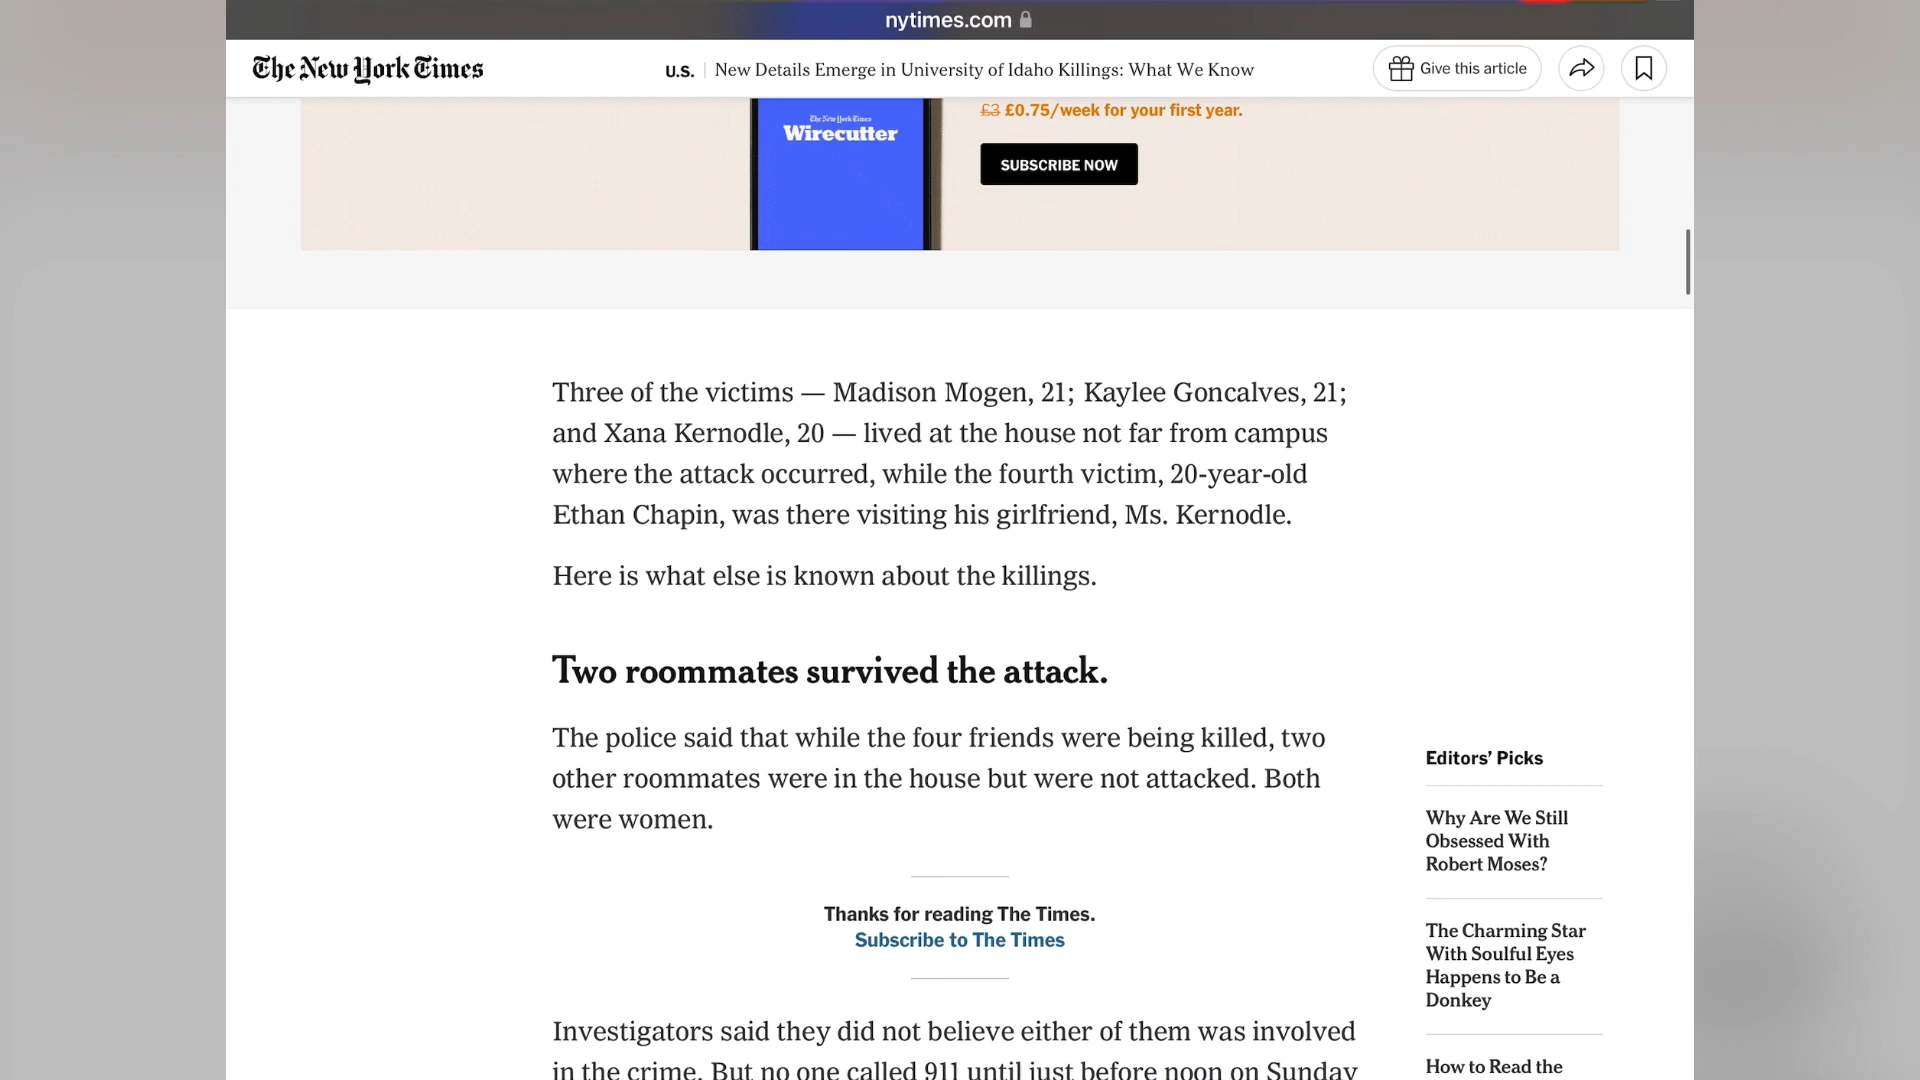 nytimes.com
The New York Times
U.S. New Details Emerge in University of Idaho Killings: What We Know
Give this article
£3 £0.75/week for your first year.
The New York Times
Wirecutter
SUBSCRIBE NOW
Three of the victims — Madison Mogen, 21; Kaylee Goncalves, 21;
and Xana Kernodle, 20 — lived at the house not far from campus
where the attack occurred, while the fourth victim, 20-year-old
Ethan Chapin, was there visiting his girlfriend, Ms. Kernodle.
Here is what else is known about the killings.
Two roommates survived the attack.
The police said that while the four friends were being killed, two
other roommates were in the house but were not attacked. Both
were women.
Thanks for reading The Times.
Subscribe to The Times
Investigators said they did not believe either of them was involved
in the crime. But no one called 911 until just before noon on Sunday
Editors’ Picks
Why Are We Still
Obsessed With
Robert Moses?
The Charming Star
With Soulful Eyes
Happens to Be a
Donkey
How to Read the